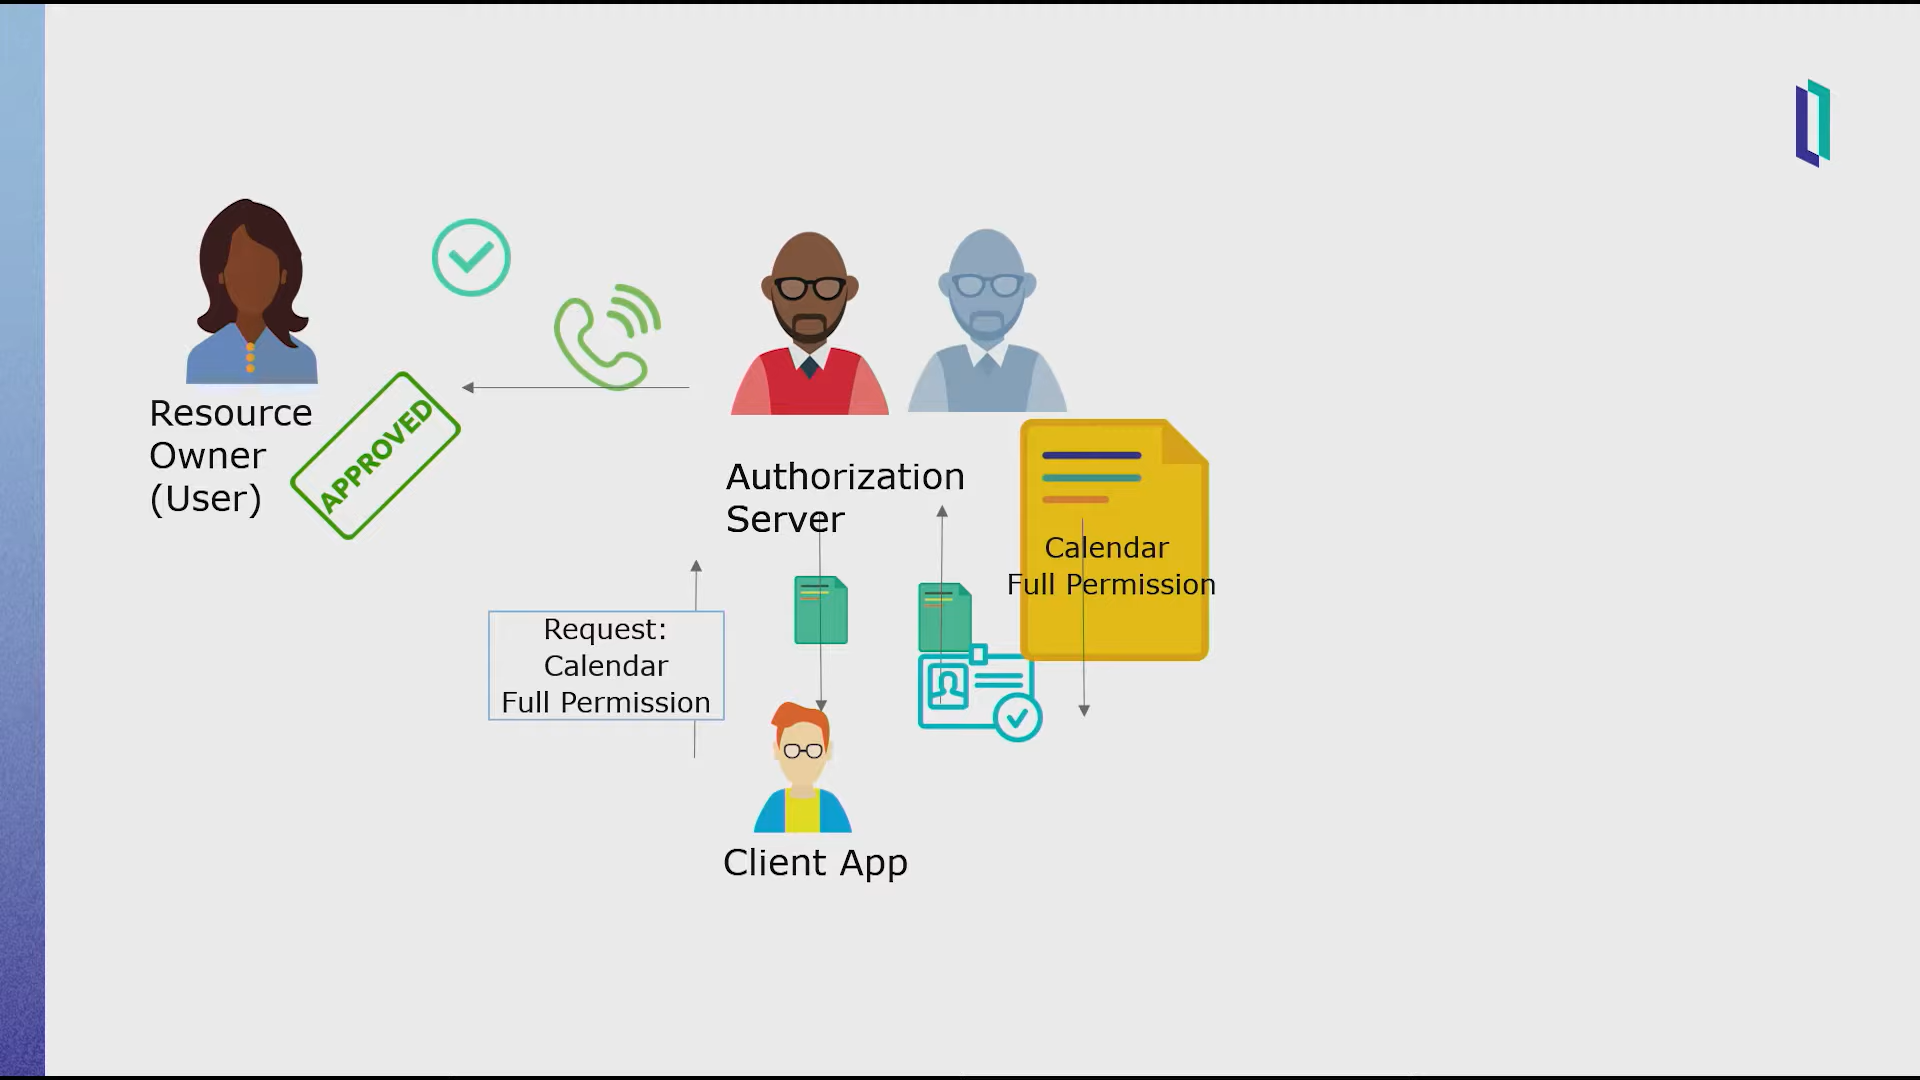 Resource
Owner
(User)
APPROVED
Authorization
Server
Calendar
Full Permission
Request:
Calendar
Full Permission
Client App